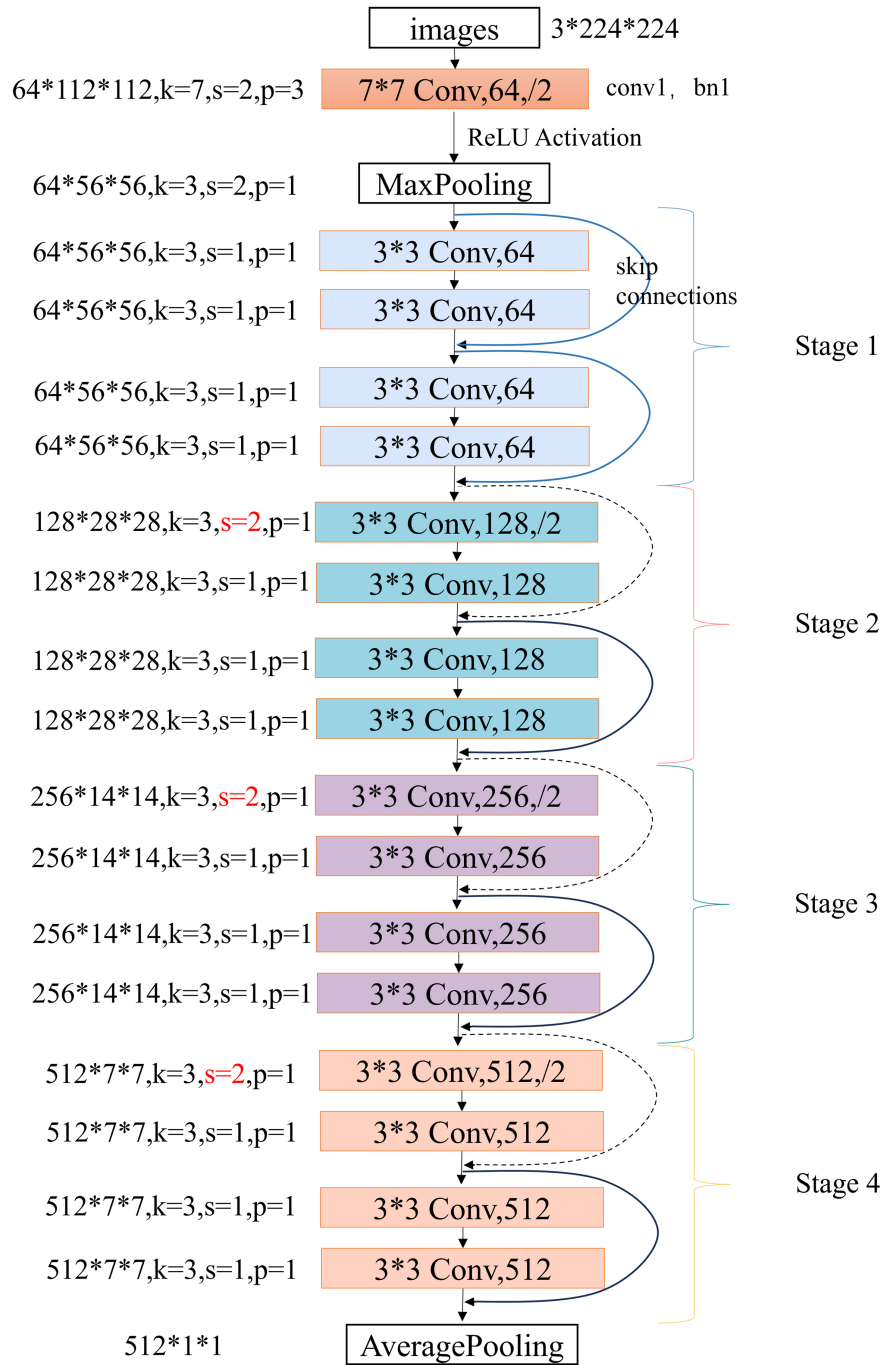 images 3*224*224
64*112*112,k=7,s=2,p=3 7*7 Conv,64,/2 conv1, bn1
ReLU Activation
64*56*56,k=3,s=2,p=1 MaxPooling
64*56*56,k=3,s=1,p=1 3*3 Conv,64
skip
connections
64*56*56,k=3,s=1,p=1 3*3 Conv,64
Stage 1
64*56*56,k=3,s=1,p=1 3*3 Conv,64
64*56*56,k=3,s=1,p=1 3*3 Conv,64
128*28*28,k=3,s=2,p=1 3*3 Conv,128,/2
128*28*28,k=3,s=1,p=1 3*3 Conv,128
Stage 2
128*28*28,k=3,s=1,p=1 3*3 Conv,128
128*28*28,k=3,s=1,p=1 3*3 Conv,128
256*14*14,k=3,s=2,p=1 3*3 Conv,256,/2
256*14*14,k=3,s=1,p=1 3*3 Conv,256
Stage 3
256*14*14,k=3,s=1,p=1 3*3 Conv,256
256*14*14,k=3,s=1,p=1 3*3 Conv,256
512*7*7,k=3,s=2,p=1 3*3 Conv,512,/2
512*7*7,k=3,s=1,p=1 3*3 Conv,512
Stage 4
512*7*7,k=3,s=1,p=1 3*3 Conv,512
512*7*7,k=3,s=1,p=1 3*3 Conv,512
512*1*1 AveragePooling